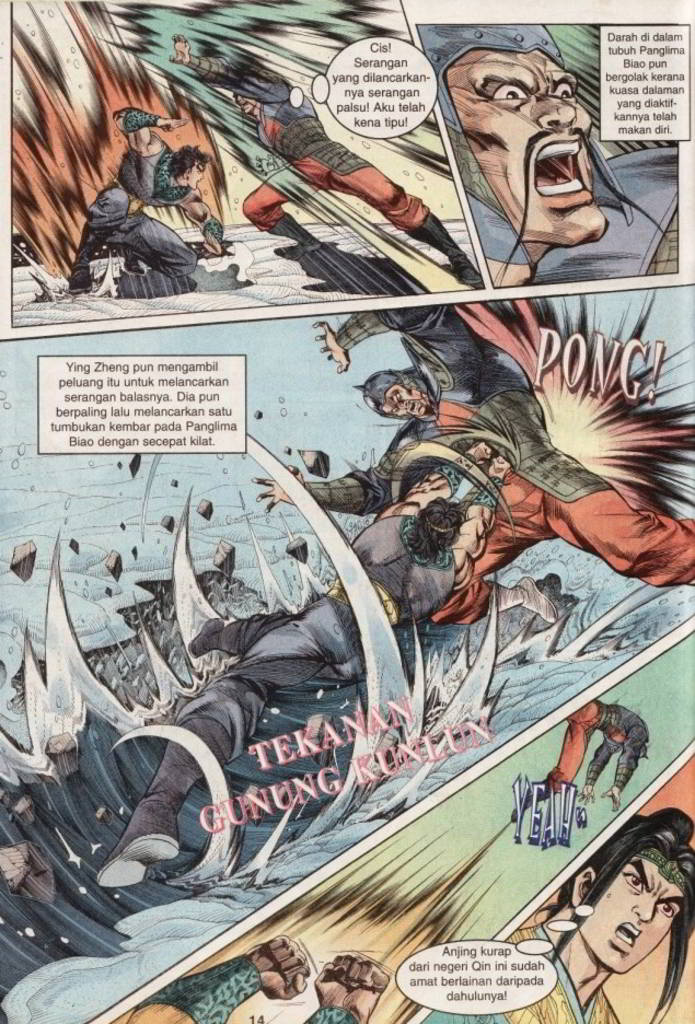 Cis!
Serangan
yang dilancarkan-
nya serangan
palsu! Aku telah
kena tipu!
Darah di dalam
tubuh Panglima
Biao pun
bergolak kerana
kuasa dalaman
yang diaktif-
kannya telah
makan diri.
Ying Zheng pun mengambil
peluang itu untuk melancarkan
serangan balasnya. Dia pun
berpaling lalu melancarkan satu
tumbukan kembar pada Panglima
Biao dengan secepat kilat.
PONG!
TEKANAN
GUNUNG KUNLUN
YEAH
Anjing kurap
dari negeri Qin ini sudah
amat berlainan daripada
dahulunya!
14